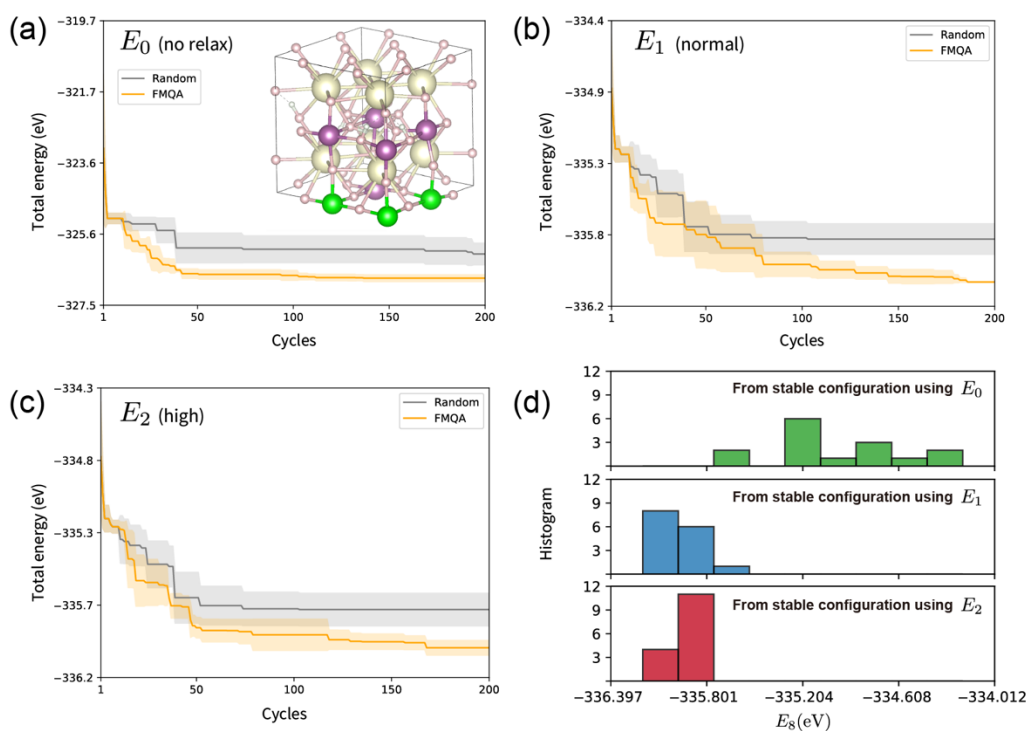 (a)
E₀ (no relax)
Random
FMQA
Total energy (eV)
−319.7
−321.7
−323.6
−325.6
−327.5
1
50
100
150
200
Cycles
(b)
E₁ (normal)
Random
FMQA
Total energy (eV)
−334.4
−334.9
−335.3
−335.8
−336.2
1
50
100
150
200
Cycles
(c)
E₂ (high)
Random
FMQA
Total energy (eV)
−334.3
−334.8
−335.3
−335.7
−336.2
1
50
100
150
200
Cycles
(d)
From stable configuration using E₀
12
9
6
3
From stable configuration using E₁
12
9
6
3
From stable configuration using E₂
12
9
6
3
Histogram
−336.397
−335.801
−335.204
−334.608
−334.012
E₈(eV)